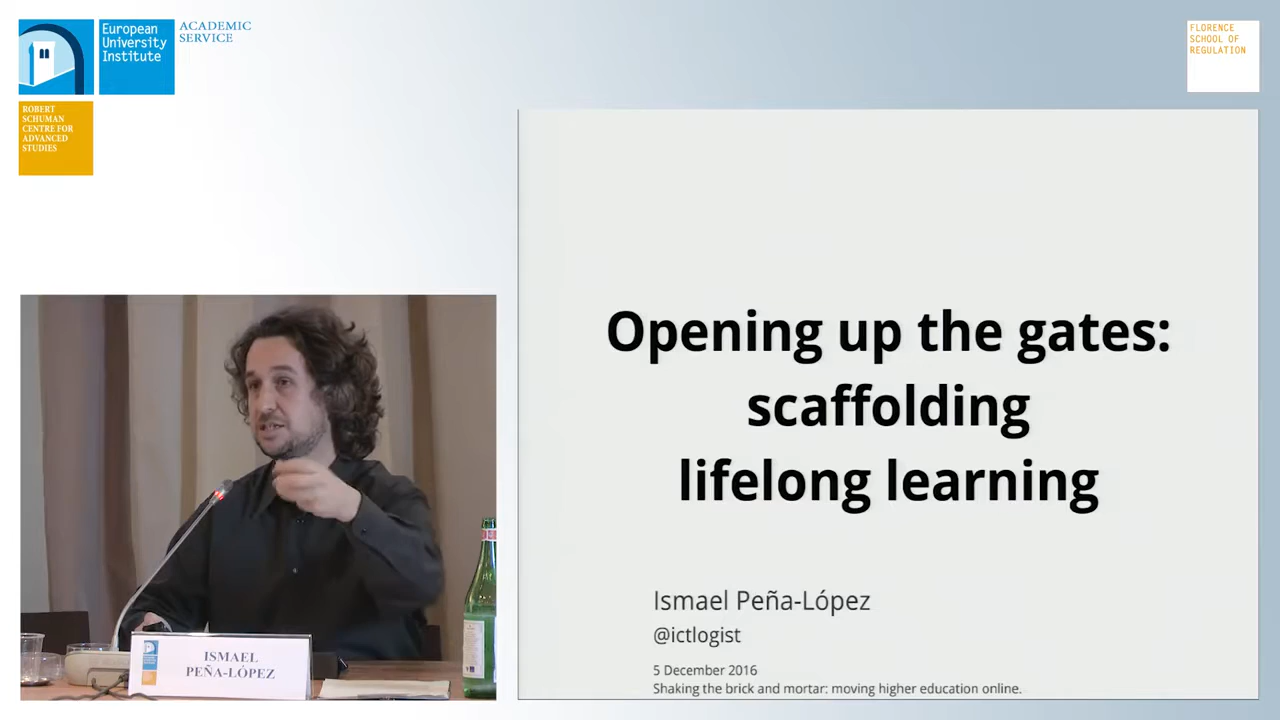 European
University
Institute
ACADEMIC
SERVICE
ROBERT
SCHUMAN
CENTRE FOR
ADVANCED
STUDIES
FLORENCE
SCHOOL OF
REGULATION
Opening up the gates:
scaffolding
lifelong learning
Ismael Peña-López
@ictlogist
5 December 2016
Shaking the brick and mortar: moving higher education online.
ISMAEL
PEÑA-LÓPEZ